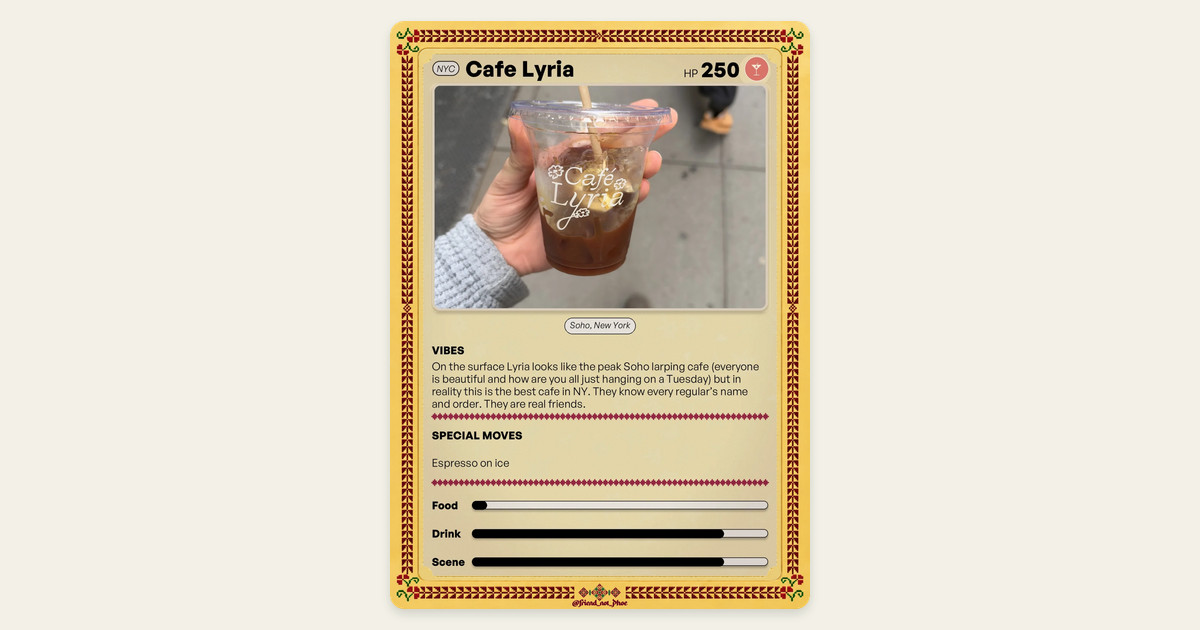 NYC Cafe Lyria HP 250
Café
Lyria
Soho, New York
VIBES
On the surface Lyria looks like the peak Soho larping cafe (everyone
is beautiful and how are you all just hanging on a Tuesday) but in
reality this is the best cafe in NY. They know every regular's name
and order. They are real friends.
SPECIAL MOVES
Espresso on ice
Food
Drink
Scene
@friend_not_phoe